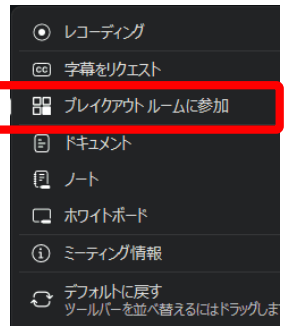 レコーディング
CC 字幕をリクエスト
ブレイクアウト ルームに参加
ドキュメント
ノート
ホワイトボード
ミーティング情報
デフォルトに戻す
ツールバーを並べ替えるにはドラッグしま